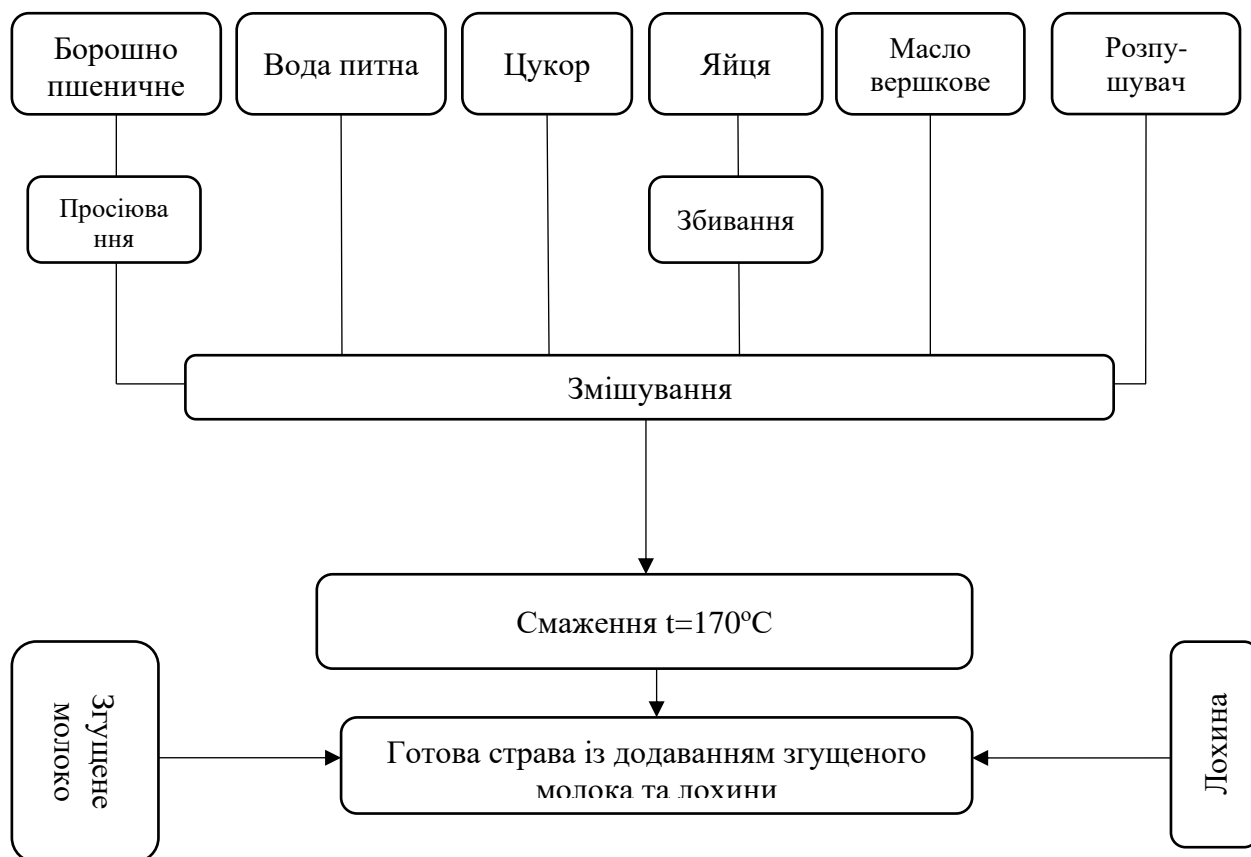 Борошно
пшеничне
Вода питна
Цукор
Яйця
Масло
вершкове
Розпу-
шувач
Просіюва
ння
Збивання
Змішування
Смаження t=170ºC
Згущене
молоко
Готова страва із додаванням згущеного
молока та лохини
Лохина